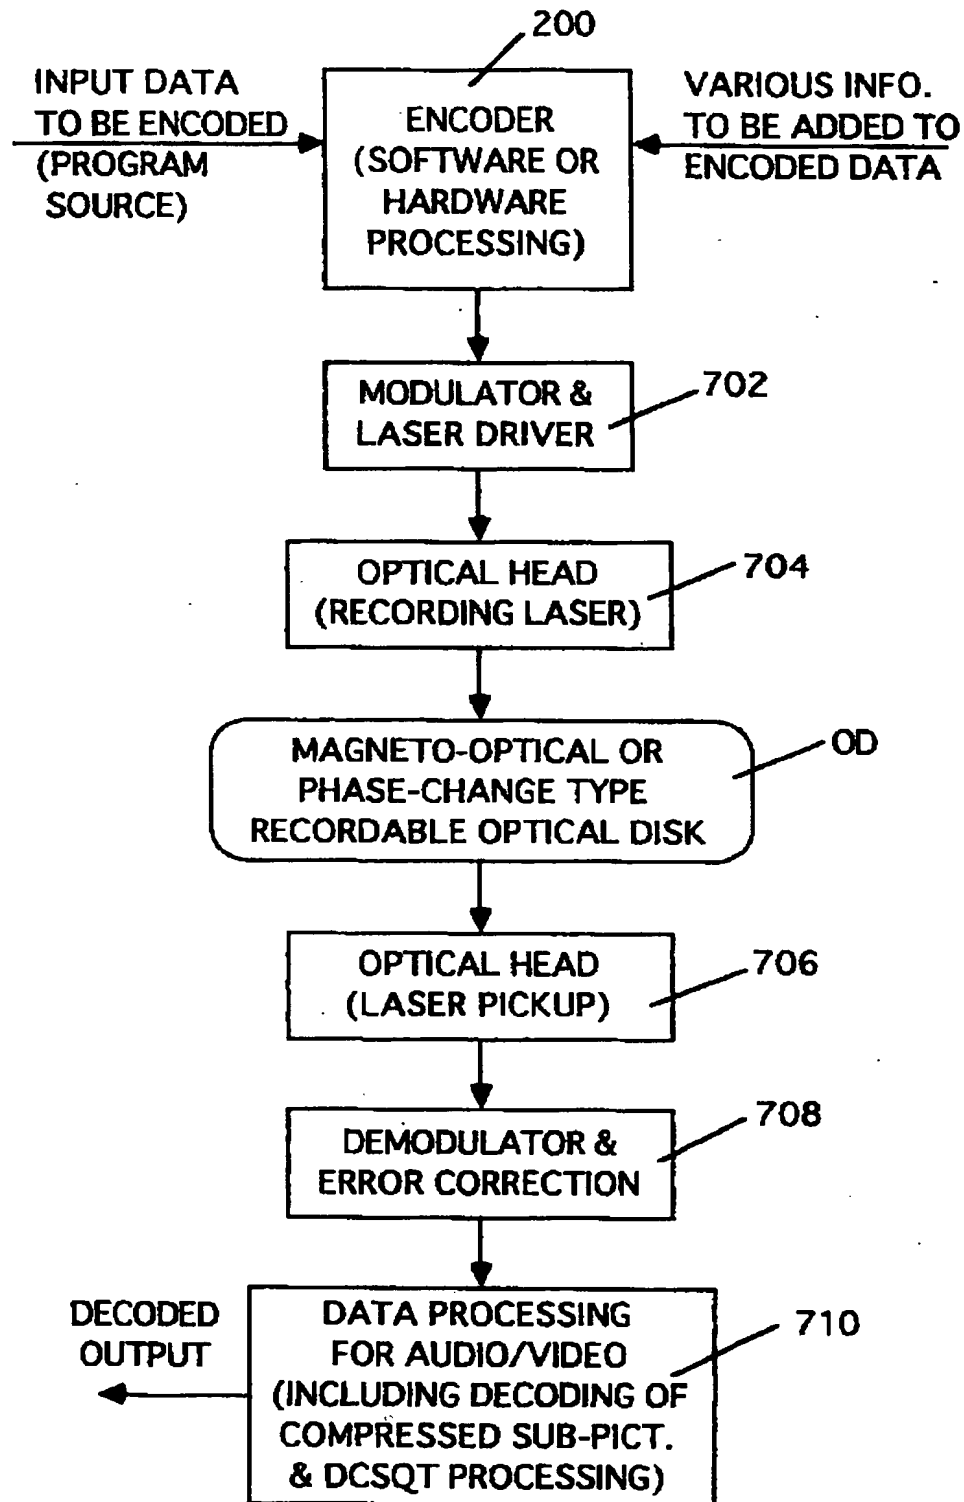 200
INPUT DATA
TO BE ENCODED
(PROGRAM
SOURCE)
ENCODER
(SOFTWARE OR
HARDWARE
PROCESSING)
VARIOUS INFO.
TO BE ADDED TO
ENCODED DATA
MODULATOR &
LASER DRIVER
702
OPTICAL HEAD
(RECORDING LASER)
704
MAGNETO-OPTICAL OR
PHASE-CHANGE TYPE
RECORDABLE OPTICAL DISK
OD
OPTICAL HEAD
(LASER PICKUP)
706
DEMODULATOR &
ERROR CORRECTION
708
DECODED
OUTPUT
DATA PROCESSING
FOR AUDIO/VIDEO
(INCLUDING DECODING OF
COMPRESSED SUB-PICT.
& DCSQT PROCESSING)
710